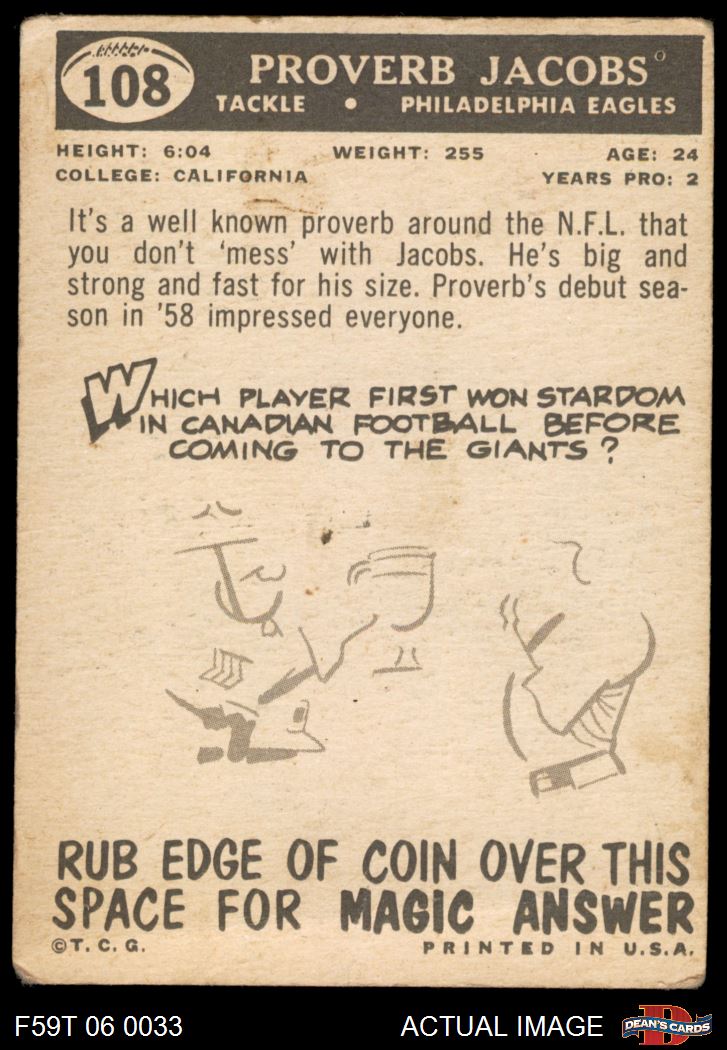 108
PROVERB JACOBS
TACKLE • PHILADELPHIA EAGLES
HEIGHT: 6:04 WEIGHT: 255 AGE: 24
COLLEGE: CALIFORNIA YEARS PRO: 2
It's a well known proverb around the N.F.L. that
you don't 'mess' with Jacobs. He's big and
strong and fast for his size. Proverb's debut sea-
son in '58 impressed everyone.
WHICH PLAYER FIRST WON STARDOM
IN CANADIAN FOOTBALL BEFORE
COMING TO THE GIANTS?
RUB EDGE OF COIN OVER THIS
SPACE FOR MAGIC ANSWER
©T.C.G. PRINTED IN U.S.A.
F59T 06 0033 ACTUAL IMAGE DEAN'S CARDS